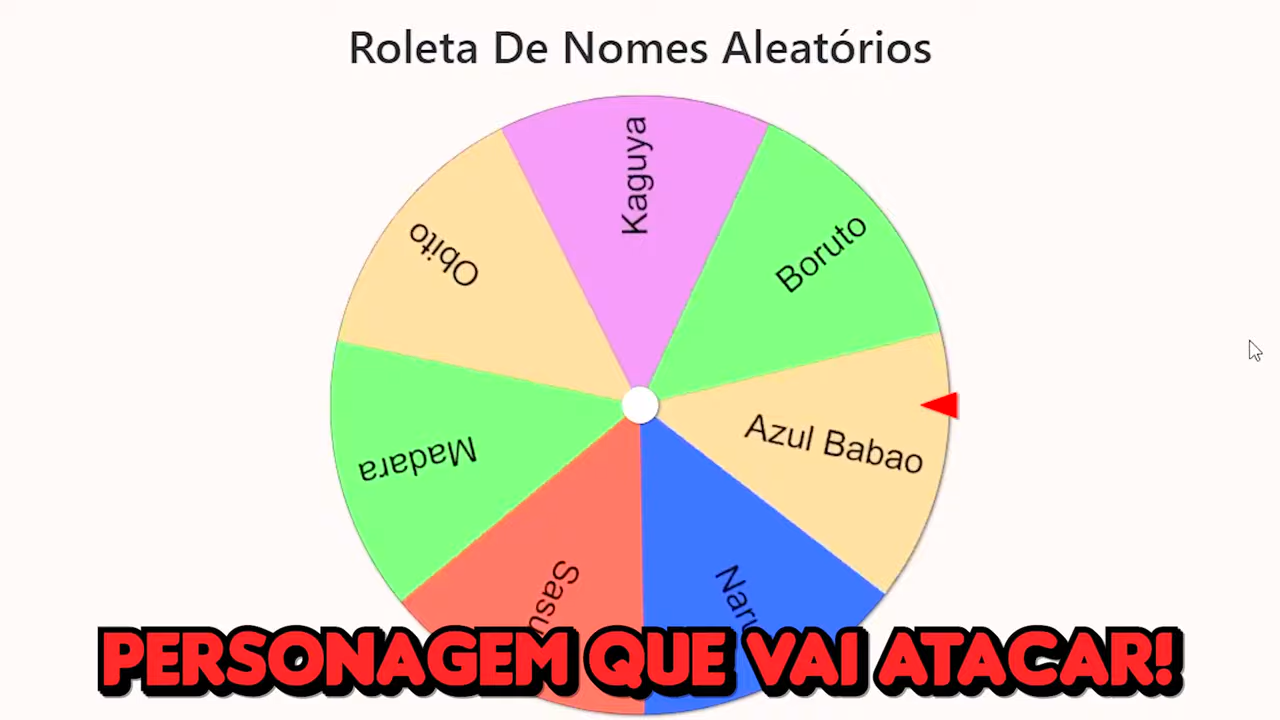 Roleta De Nomes Aleatórios
Kaguya
Boruto
Obito
Azul Babao
Madara
PERSONAGEM QUE VAI ATACAR!